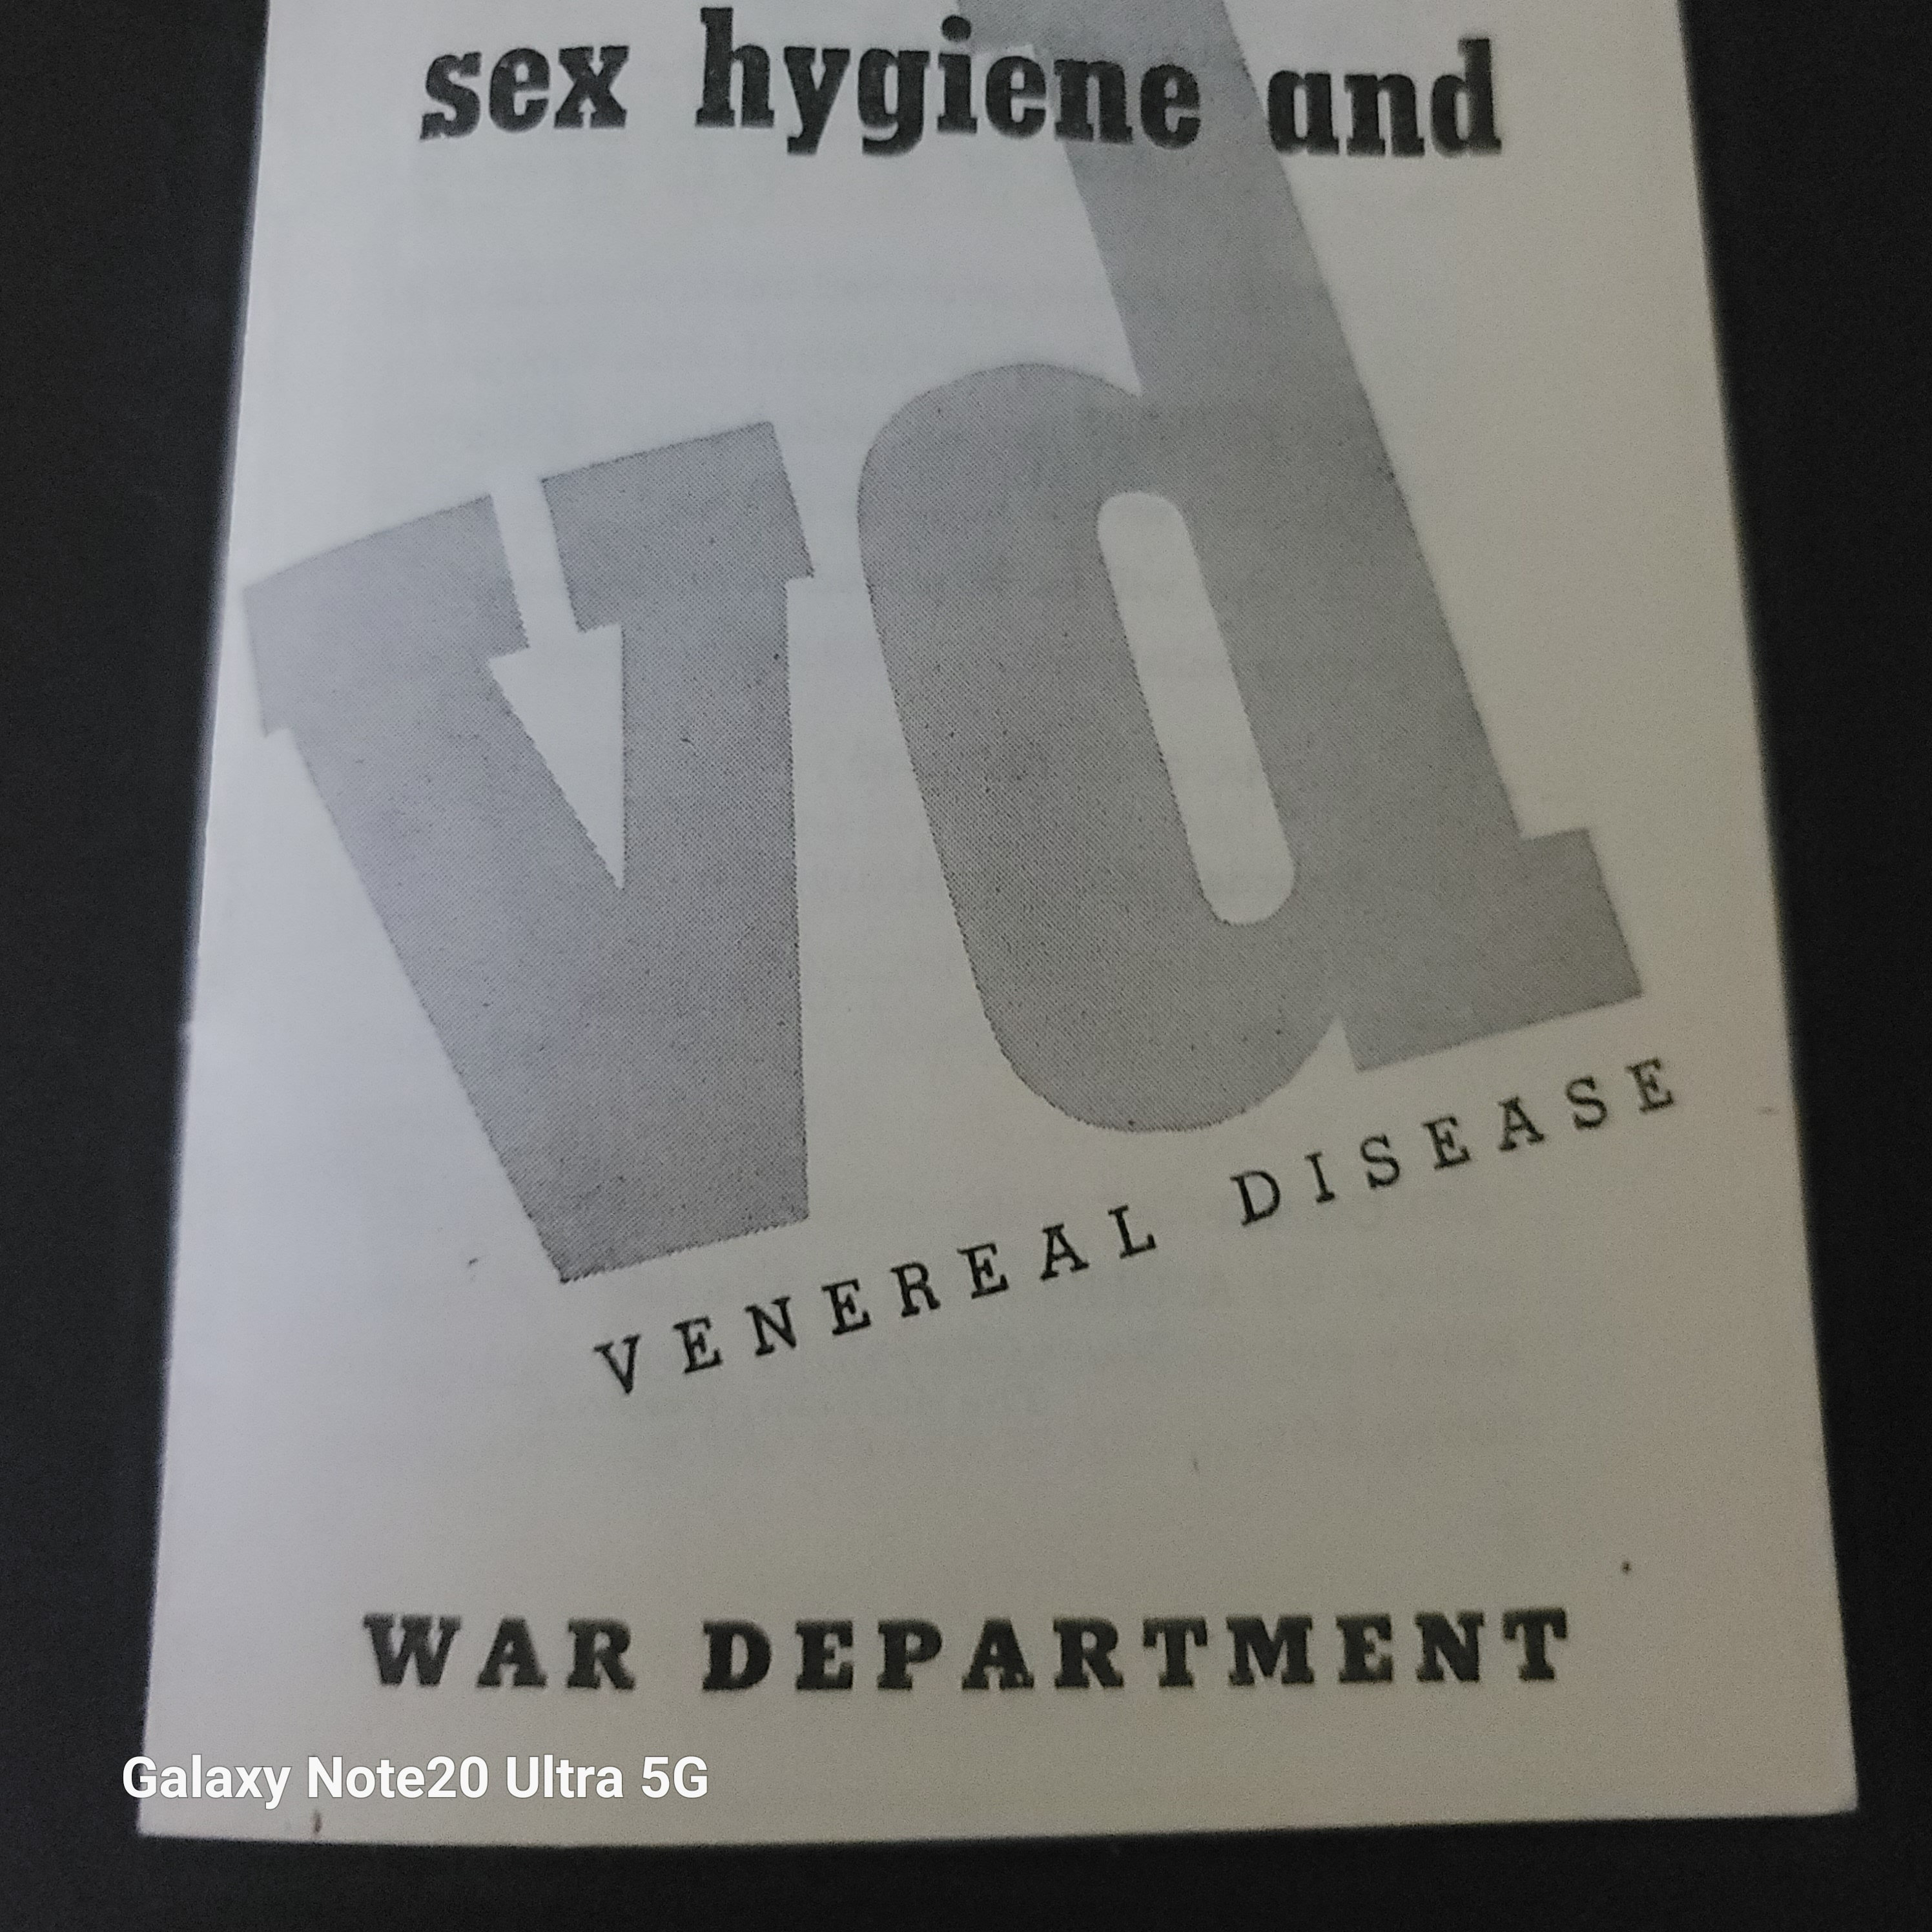 sex hygiene and
vd
VENEREAL DISEASE
WAR DEPARTMENT
Galaxy Note20 Ultra 5G